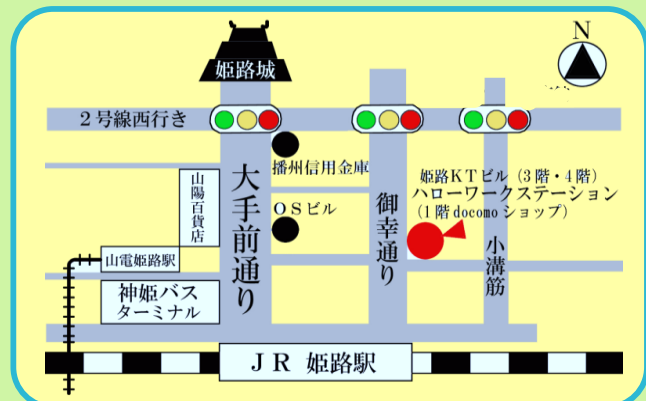 N
姫路城
2号線西行き
播州信用金庫
姫路KTビル(3階・4階)
ハローワークステーション
(1階docomoショップ)
山陽百貨店
大手前通り
OSビル
御幸通り
小溝筋
山電姫路駅
神姫バス
ターミナル
JR 姫路駅